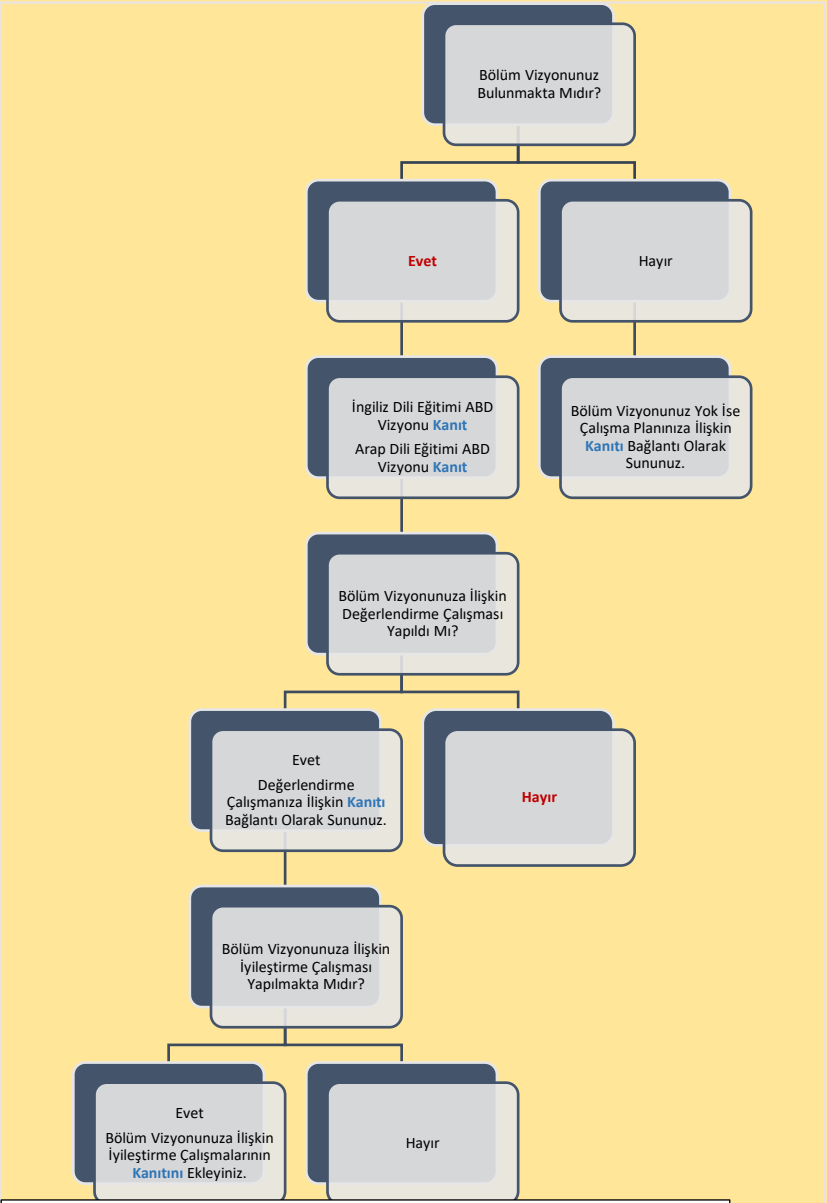 Bölüm Vizyonunuz
Bulunmakta Mıdır?
Evet
Hayır
İngiliz Dili Eğitimi ABD
Vizyonu Kanıt
Arap Dili Eğitimi ABD
Vizyonu Kanıt
Bölüm Vizyonunuz Yok İse
Çalışma Planınıza İlişkin
Kanıtı Bağlantı Olarak
Sununuz.
Bölüm Vizyonunuza İlişkin
Değerlendirme Çalışması
Yapıldı Mı?
Evet
Değerlendirme
Çalışmanıza İlişkin Kanıtı
Bağlantı Olarak Sununuz.
Hayır
Bölüm Vizyonunuza İlişkin
İyileştirme Çalışması
Yapılmakta Mıdır?
Evet
Bölüm Vizyonunuza İlişkin
İyileştirme Çalışmalarının
Kanıtını Ekleyiniz.
Hayır